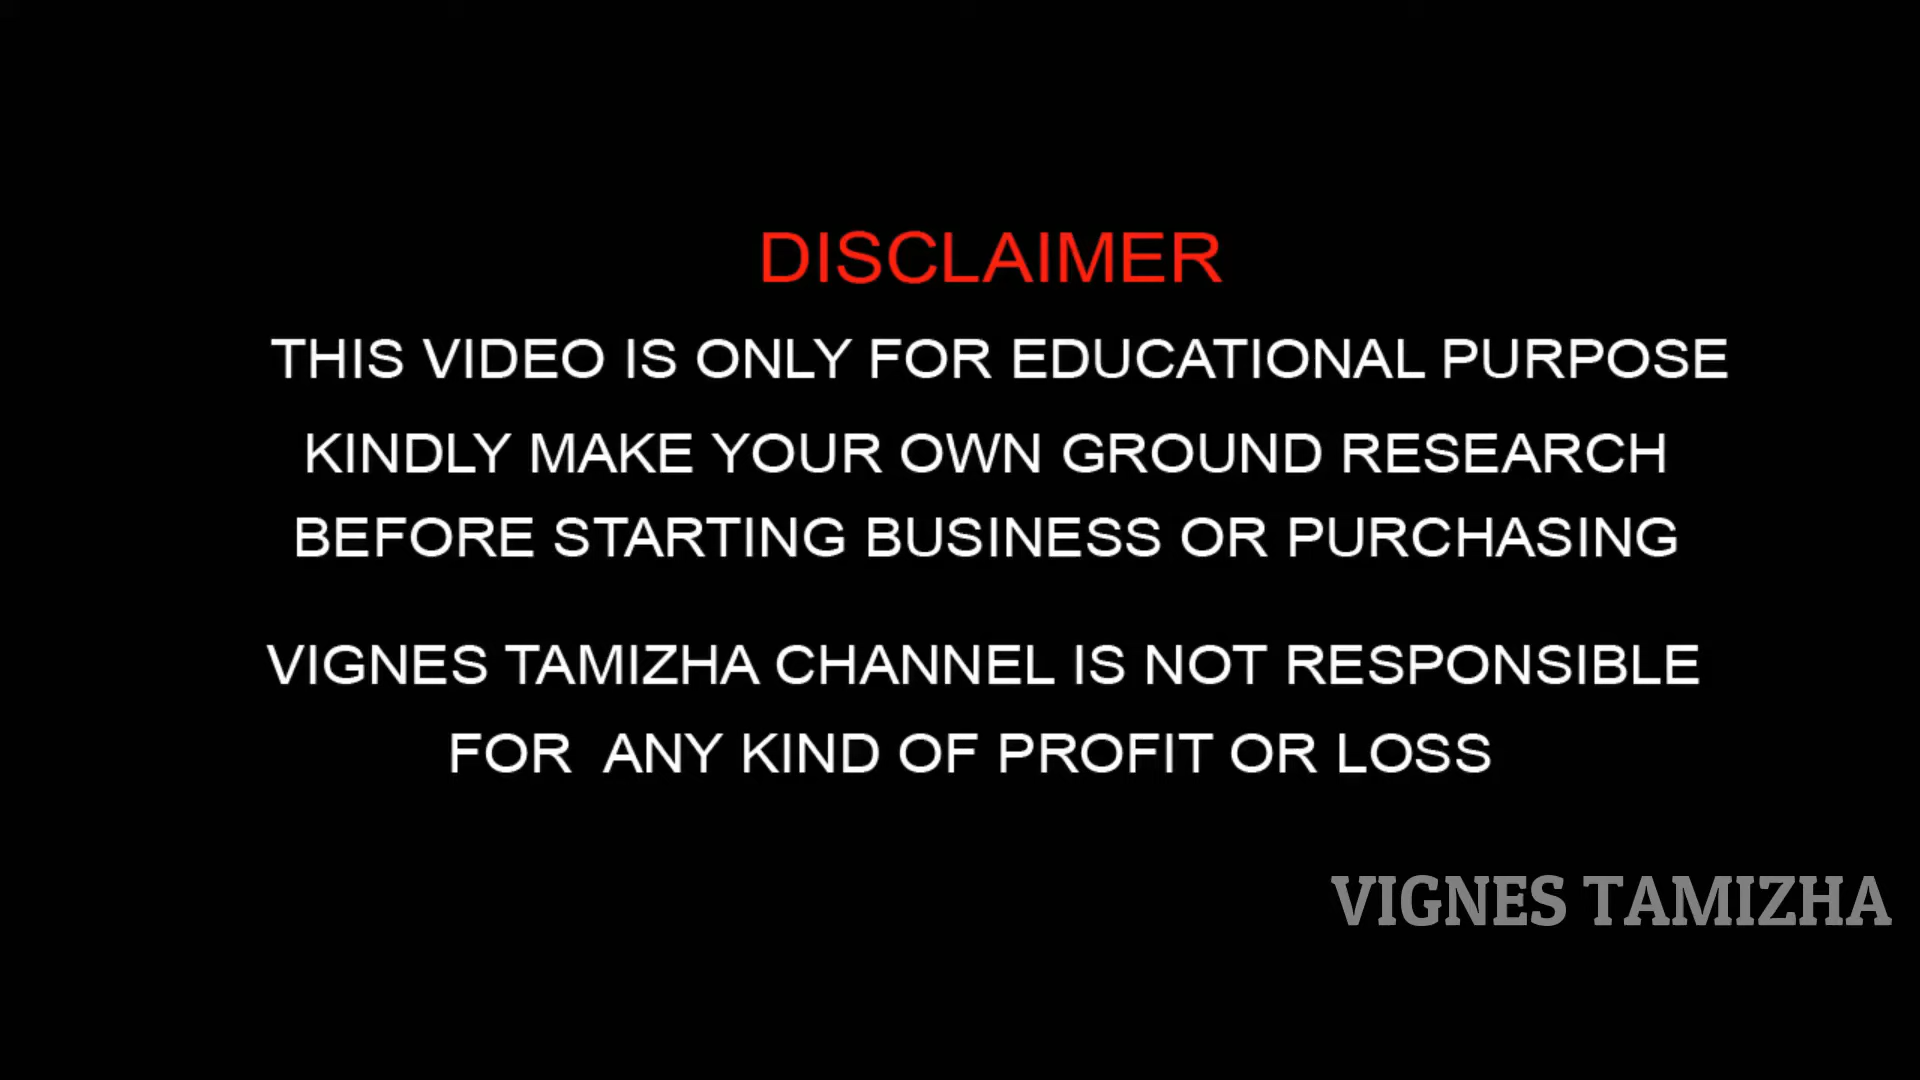 DISCLAIMER
THIS VIDEO IS ONLY FOR EDUCATIONAL PURPOSE
KINDLY MAKE YOUR OWN GROUND RESEARCH
BEFORE STARTING BUSINESS OR PURCHASING
VIGNES TAMIZHA CHANNEL IS NOT RESPONSIBLE
FOR  ANY KIND OF PROFIT OR LOSS
VIGNES TAMIZHA